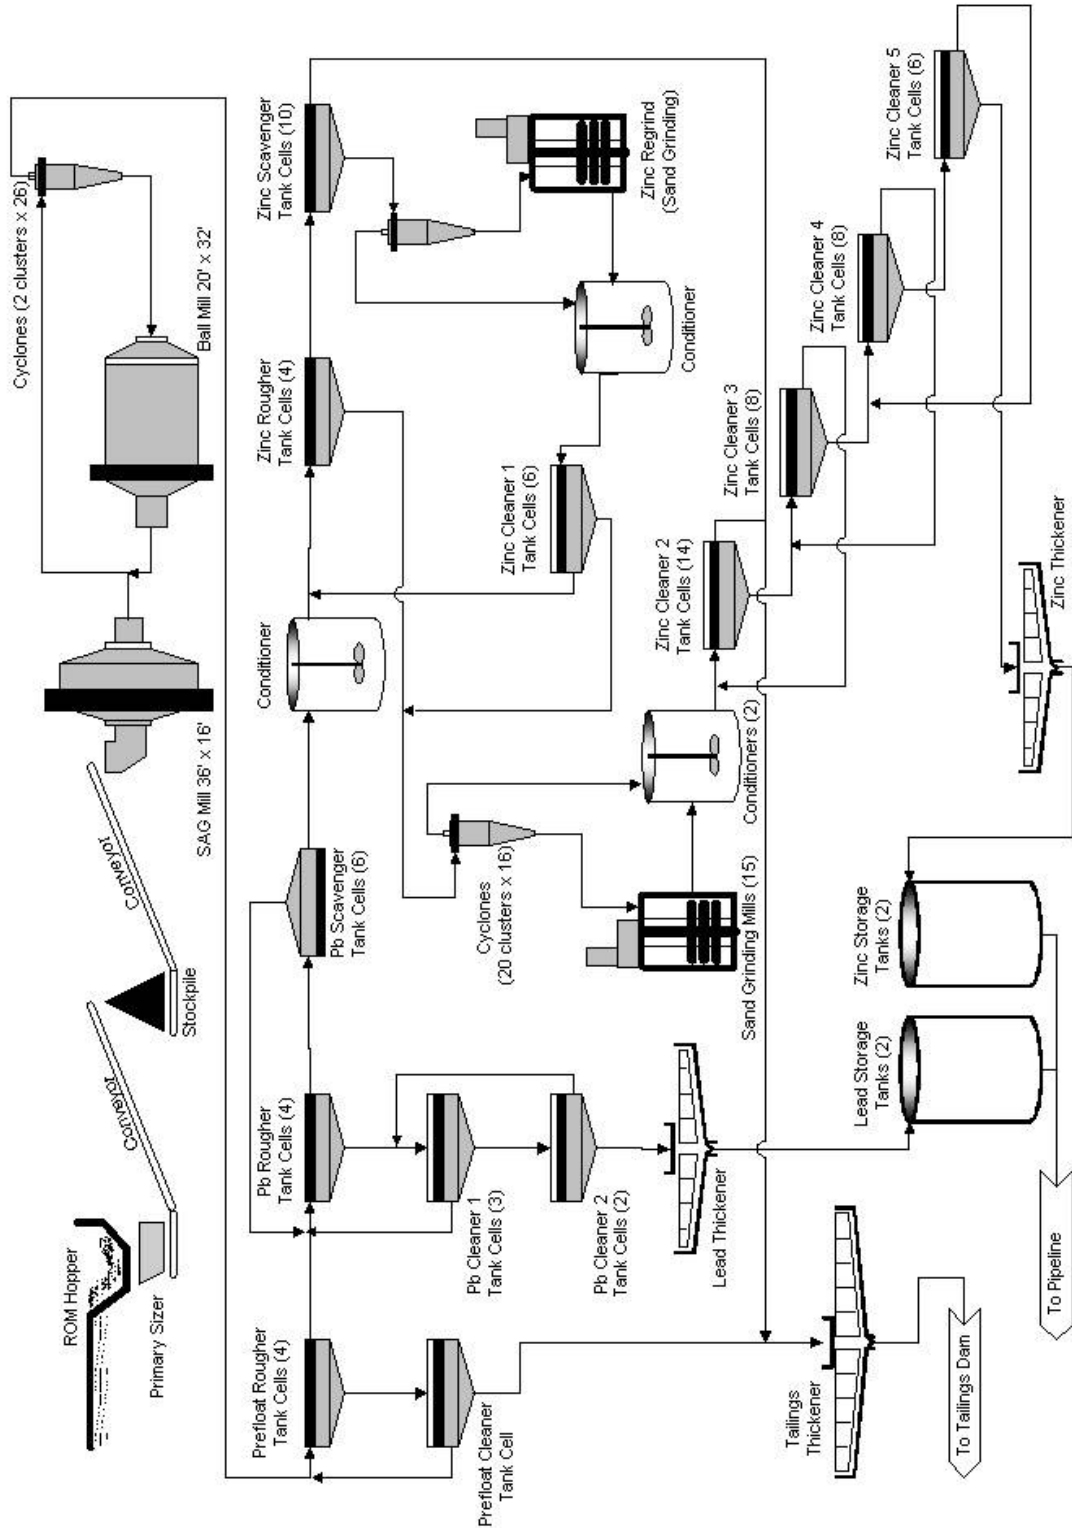 ROM Hopper
Primary Sizer
Conveyor
Stockpile
Conveyor
SAG Mill 36' x 16'
Ball Mill 20' x 32'
Cyclones (2 clusters x 26)
Prefloat Rougher
Tank Cells (4)
Prefloat Cleaner
Tank Cell
Pb Rougher
Tank Cells (4)
Pb Cleaner 1
Tank Cells (3)
Pb Cleaner 2
Tank Cells (2)
Lead Thickener
Pb Scavenger
Tank Cells (6)
Conditioner
Zinc Rougher
Tank Cells (4)
Zinc Scavenger
Tank Cells (10)
Zinc Regrind
(Sand Grinding)
Conditioner
Zinc Cleaner 1
Tank Cells (6)
Cyclones
(20 clusters x 16)
Sand Grinding Mills (15)
Conditioners (2)
Zinc Cleaner 2
Tank Cells (14)
Zinc Cleaner 3
Tank Cells (8)
Zinc Cleaner 4
Tank Cells (8)
Zinc Cleaner 5
Tank Cells (6)
Zinc Thickener
Tailings
Thickener
To Tailings Dam
Lead Storage
Tanks (2)
Zinc Storage
Tanks (2)
To Pipeline